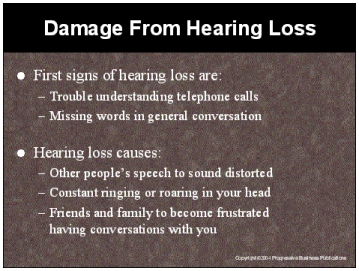 Damage From Hearing Loss
● First signs of hearing loss are:
– Trouble understanding telephone calls
– Missing words in general conversation
● Hearing loss causes:
– Other people's speech to sound distorted
– Constant ringing or roaring in your head
– Friends and family to become frustrated
having conversations with you
Copyright ©2004 Progressive Business Publications